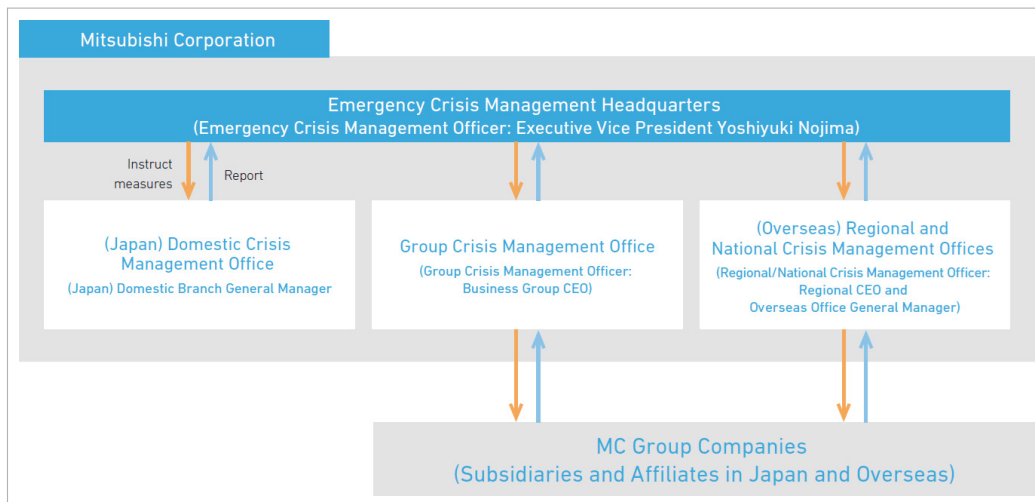 Mitsubishi Corporation
Emergency Crisis Management Headquarters
(Emergency Crisis Management Officer: Executive Vice President Yoshiyuki Nojima)
Instruct
measures
Report
(Japan) Domestic Crisis
Management Office
(Japan) Domestic Branch General Manager
Group Crisis Management Office
(Group Crisis Management Officer:
Business Group CEO)
(Overseas) Regional and
National Crisis Management Offices
(Regional/National Crisis Management Officer:
Regional CEO and
Overseas Office General Manager)
MC Group Companies
(Subsidiaries and Affiliates in Japan and Overseas)